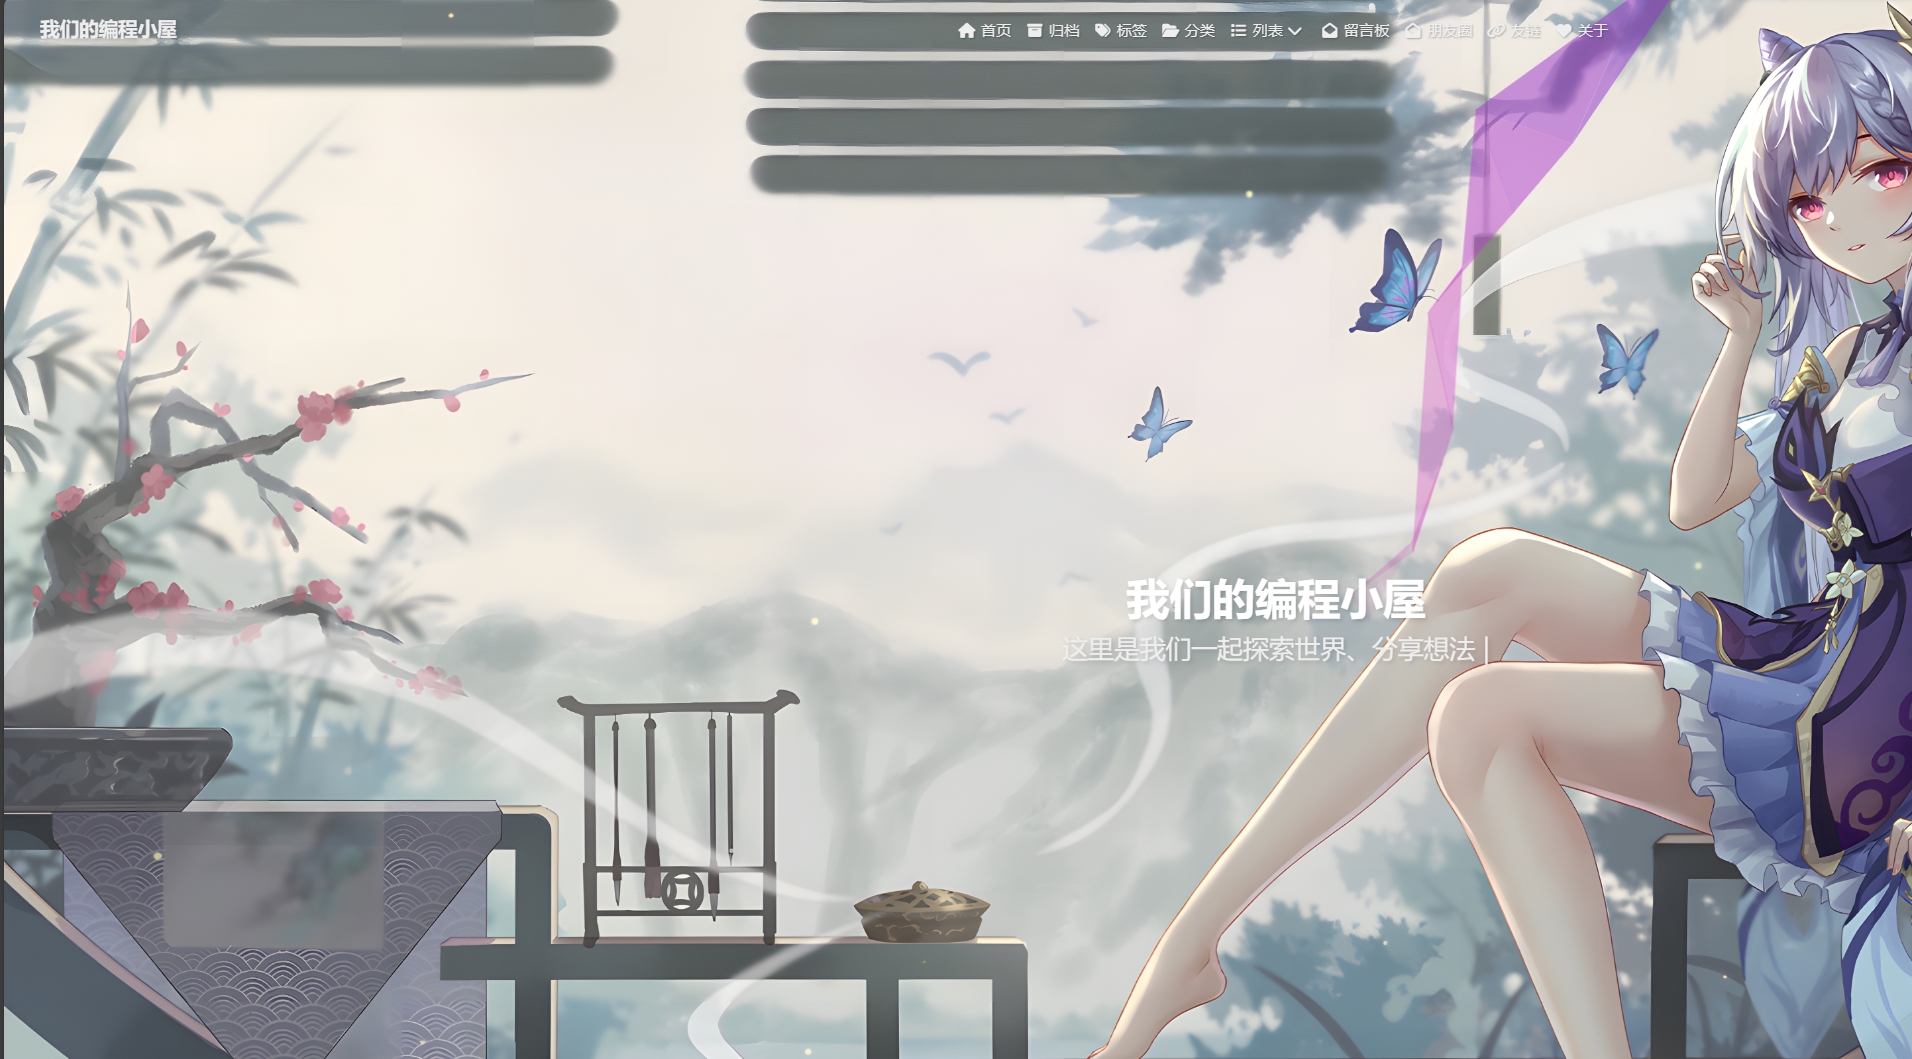 我们的编程小屋
首页 归档 标签 分类 列表 留言板 朋友圈 友链 关于
我们的编程小屋
这里是我们一起探索世界、分享想法 |